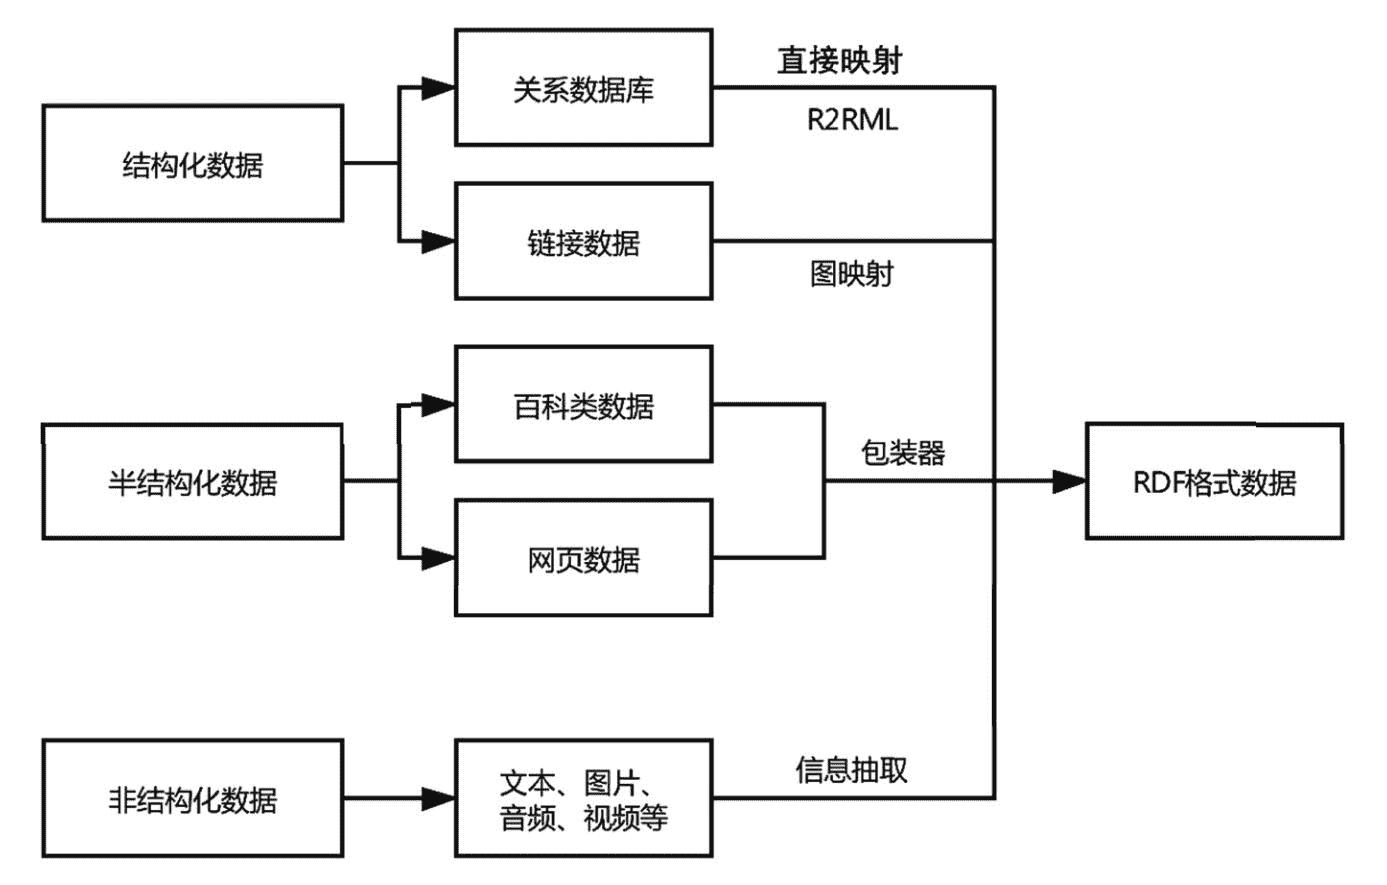 结构化数据
关系数据库
直接映射
R2RML
链接数据
图映射
半结构化数据
百科类数据
网页数据
包装器
RDF格式数据
非结构化数据
文本、图片、
音频、视频等
信息抽取